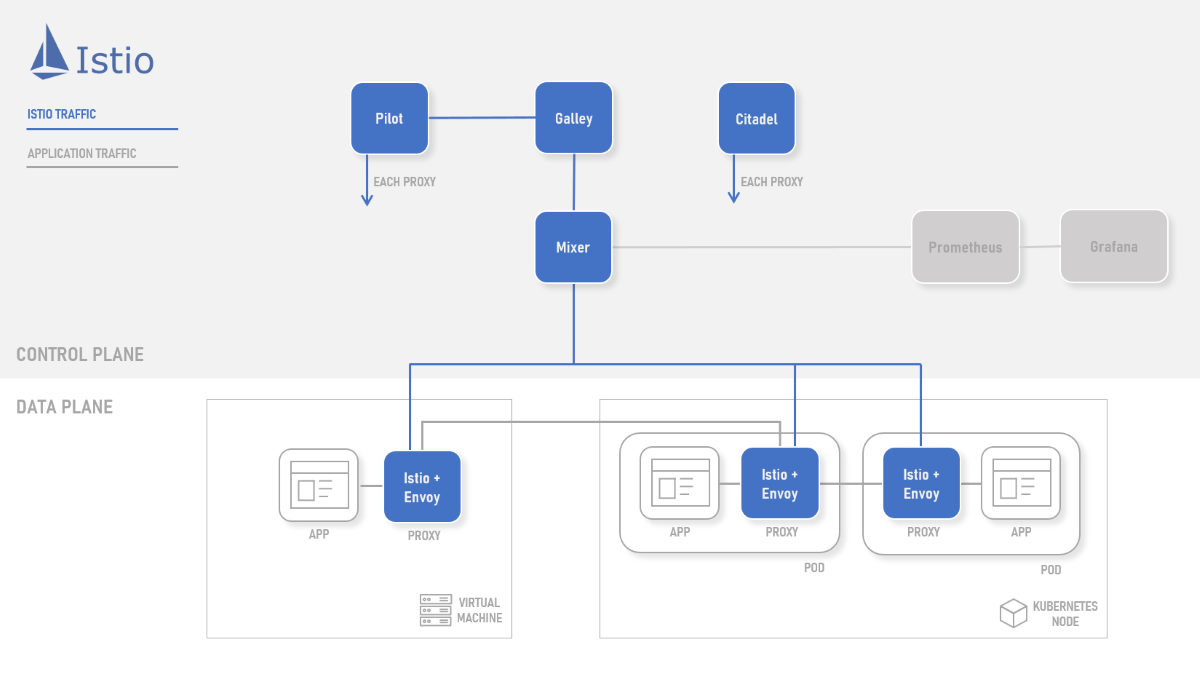 Istio
ISTIO TRAFFIC
APPLICATION TRAFFIC
Pilot
Galley
Citadel
EACH PROXY
EACH PROXY
Mixer
Prometheus
Grafana
CONTROL PLANE
DATA PLANE
Istio +
Envoy
APP
PROXY
VIRTUAL
MACHINE
Istio +
Envoy
APP
PROXY
POD
Istio +
Envoy
PROXY
APP
POD
KUBERNETES
NODE